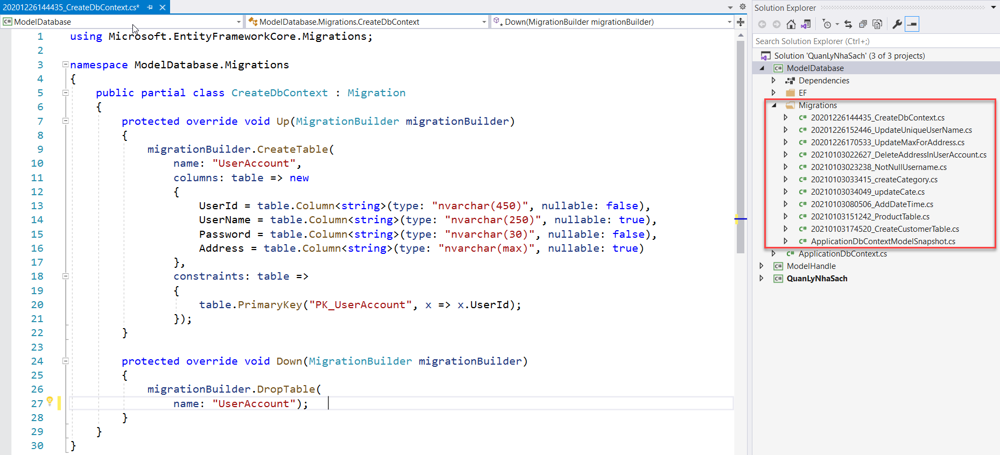 20201226144435_CreateDbContext.cs*
ModelDatabase
ModelDatabase.Migrations.CreateDbContext
Down(MigrationBuilder migrationBuilder)
1 using Microsoft.EntityFrameworkCore.Migrations;
2
3 namespace ModelDatabase.Migrations
4 {
5 public partial class CreateDbContext : Migration
6 {
7 protected override void Up(MigrationBuilder migrationBuilder)
8 {
9 migrationBuilder.CreateTable(
10 name: "UserAccount",
11 columns: table => new
12 {
13 UserId = table.Column<string>(type: "nvarchar(450)", nullable: false),
14 UserName = table.Column<string>(type: "nvarchar(250)", nullable: true),
15 Password = table.Column<string>(type: "nvarchar(30)", nullable: false),
16 Address = table.Column<string>(type: "nvarchar(max)", nullable: true)
17 },
18 constraints: table =>
19 {
20 table.PrimaryKey("PK_UserAccount", x => x.UserId);
21 });
22 }
23
24 protected override void Down(MigrationBuilder migrationBuilder)
25 {
26 migrationBuilder.DropTable(
27 name: "UserAccount");
28 }
29 }
30 }
Solution Explorer
Search Solution Explorer (Ctrl+;)
Solution 'QuanLyNhaSach' (3 of 3 projects)
C# ModelDatabase
Dependencies
EF
Migrations
C# 20201226144435_CreateDbContext.cs
C# 20201226152446_UpdateUniqueUserName.cs
C# 20201226170533_UpdateMaxForAddress.cs
C# 20210103022627_DeleteAddressInUserAccount.cs
C# 20210103023238_NotNullUsername.cs
C# 20210103033415_createCategory.cs
C# 20210103034049_updateCate.cs
C# 20210103080506_AddDateTime.cs
C# 20210103151242_ProductTable.cs
C# 20210103174520_CreateCustomerTable.cs
C# ApplicationDbContextModelSnapshot.cs
C# ApplicationDbContext.cs
C# ModelHandle
C# QuanLyNhaSach